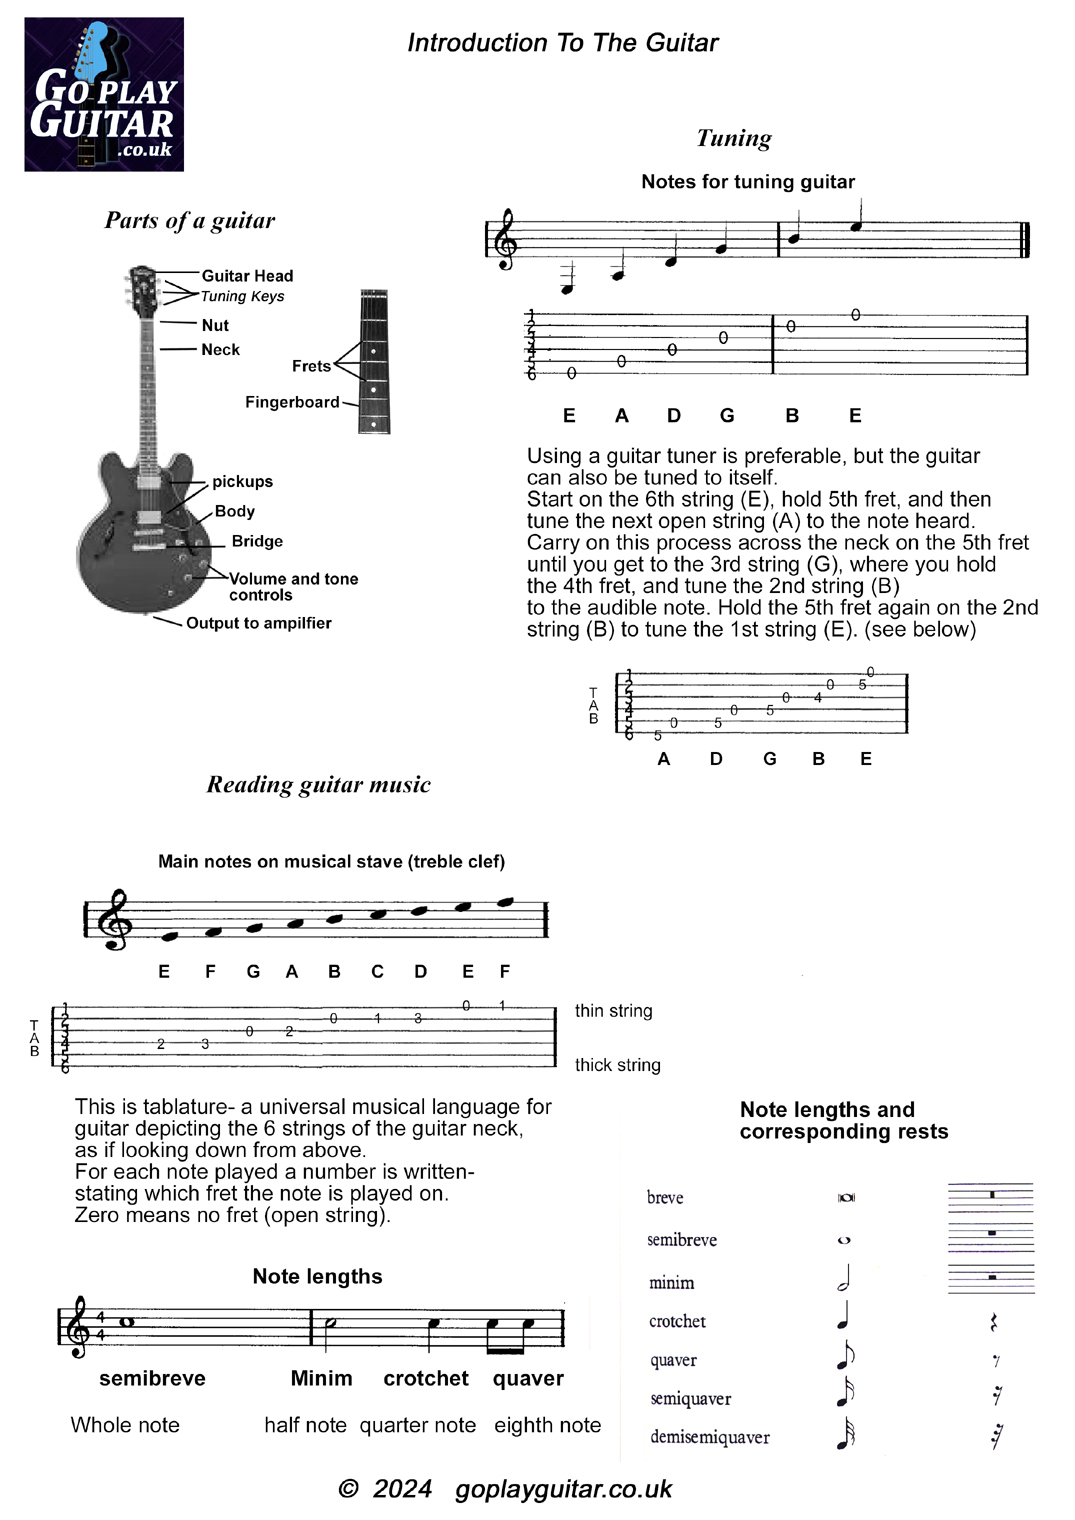 Introduction To The Guitar
GO PLAY
GUITAR
.co.uk
Parts of a guitar
Guitar Head
Tuning Keys
Nut
Neck
Frets
Fingerboard
pickups
Body
Bridge
Volume and tone
controls
Output to ampilfier
Tuning
Notes for tuning guitar
1
2
3
4
5
6
0 0 0 0 0 0
E A D G B E
Using a guitar tuner is preferable, but the guitar
can also be tuned to itself.
Start on the 6th string (E), hold 5th fret, and then
tune the next open string (A) to the note heard.
Carry on this process across the neck on the 5th fret
until you get to the 3rd string (G), where you hold
the 4th fret, and tune the 2nd string (B)
to the audible note. Hold the 5th fret again on the 2nd
string (B) to tune the 1st string (E). (see below)
T
A
B
1
2
3
4
5
6
5 0 5 0 5 0 4 0 5 0
A D G B E
Reading guitar music
Main notes on musical stave (treble clef)
E F G A B C D E F
T
A
B
1
2
3
4
5
6
2 3 0 2 0 1 3 0 1
thin string
thick string
This is tablature- a universal musical language for
guitar depicting the 6 strings of the guitar neck,
as if looking down from above.
For each note played a number is written-
stating which fret the note is played on.
Zero means no fret (open string).
Note lengths
4
4
semibreve Minim crotchet quaver
Whole note half note quarter note eighth note
Note lengths and
corresponding rests
breve
semibreve
minim
crotchet
quaver
semiquaver
demisemiquaver
© 2024 goplayguitar.co.uk